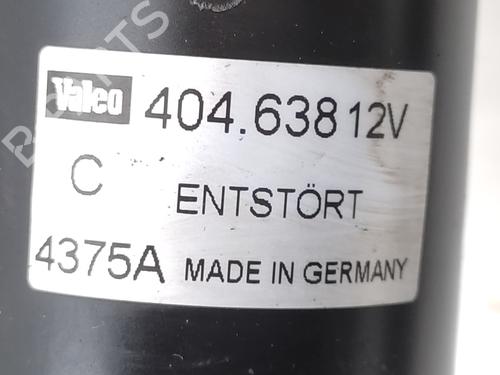 Valeo 404.638 12V
C ENTSTÖRT
4375A MADE IN GERMANY